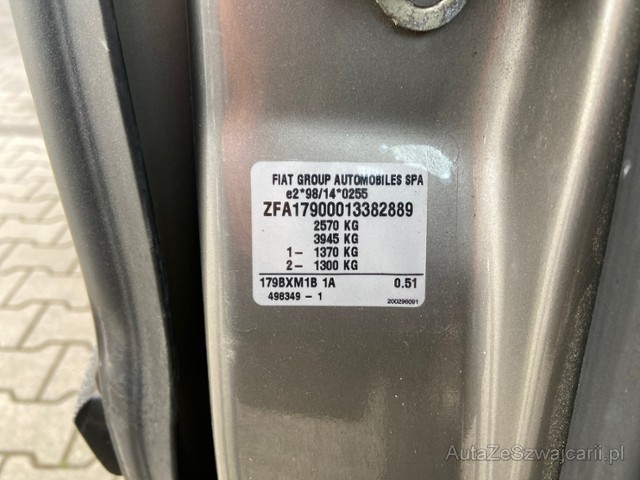 FIAT GROUP AUTOMOBILES SPA
e2*98/14*0255
ZFA17900013382889
2570 KG
3945 KG
1- 1370 KG
2- 1300 KG
179BXM1B 1A 0.51
498349 - 1 200296091
AutaZeSzwajcarii.pl